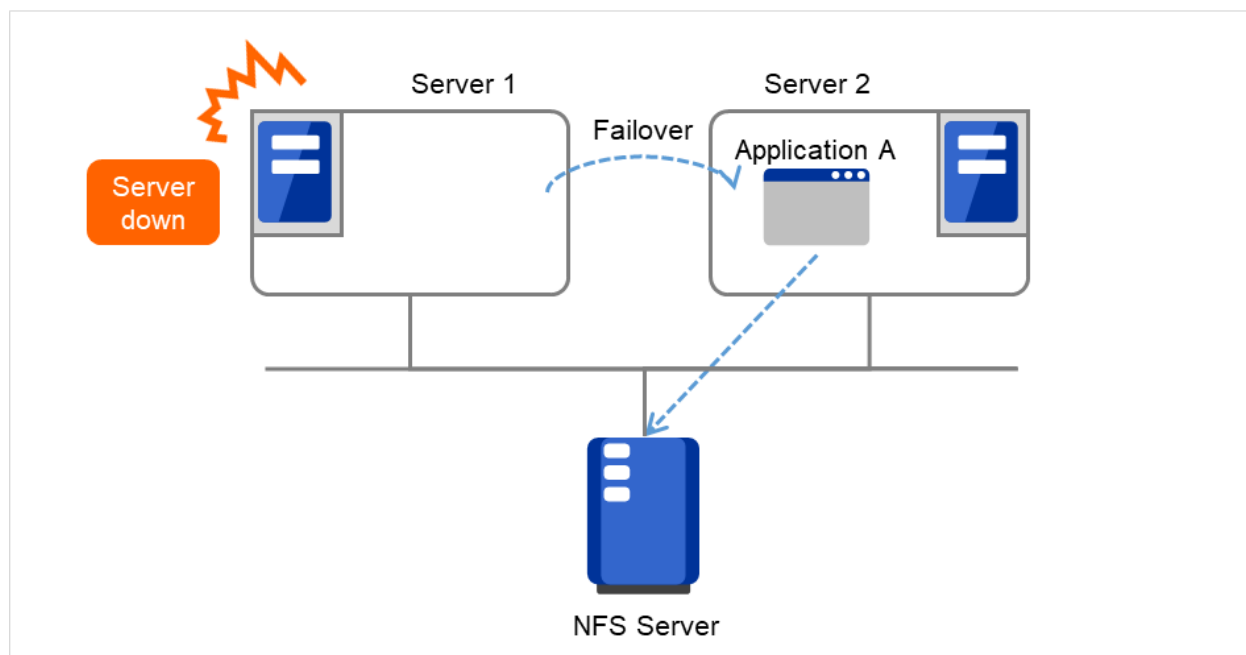 Server 1
Server 2
Failover
Application A
Server
down
NFS Server